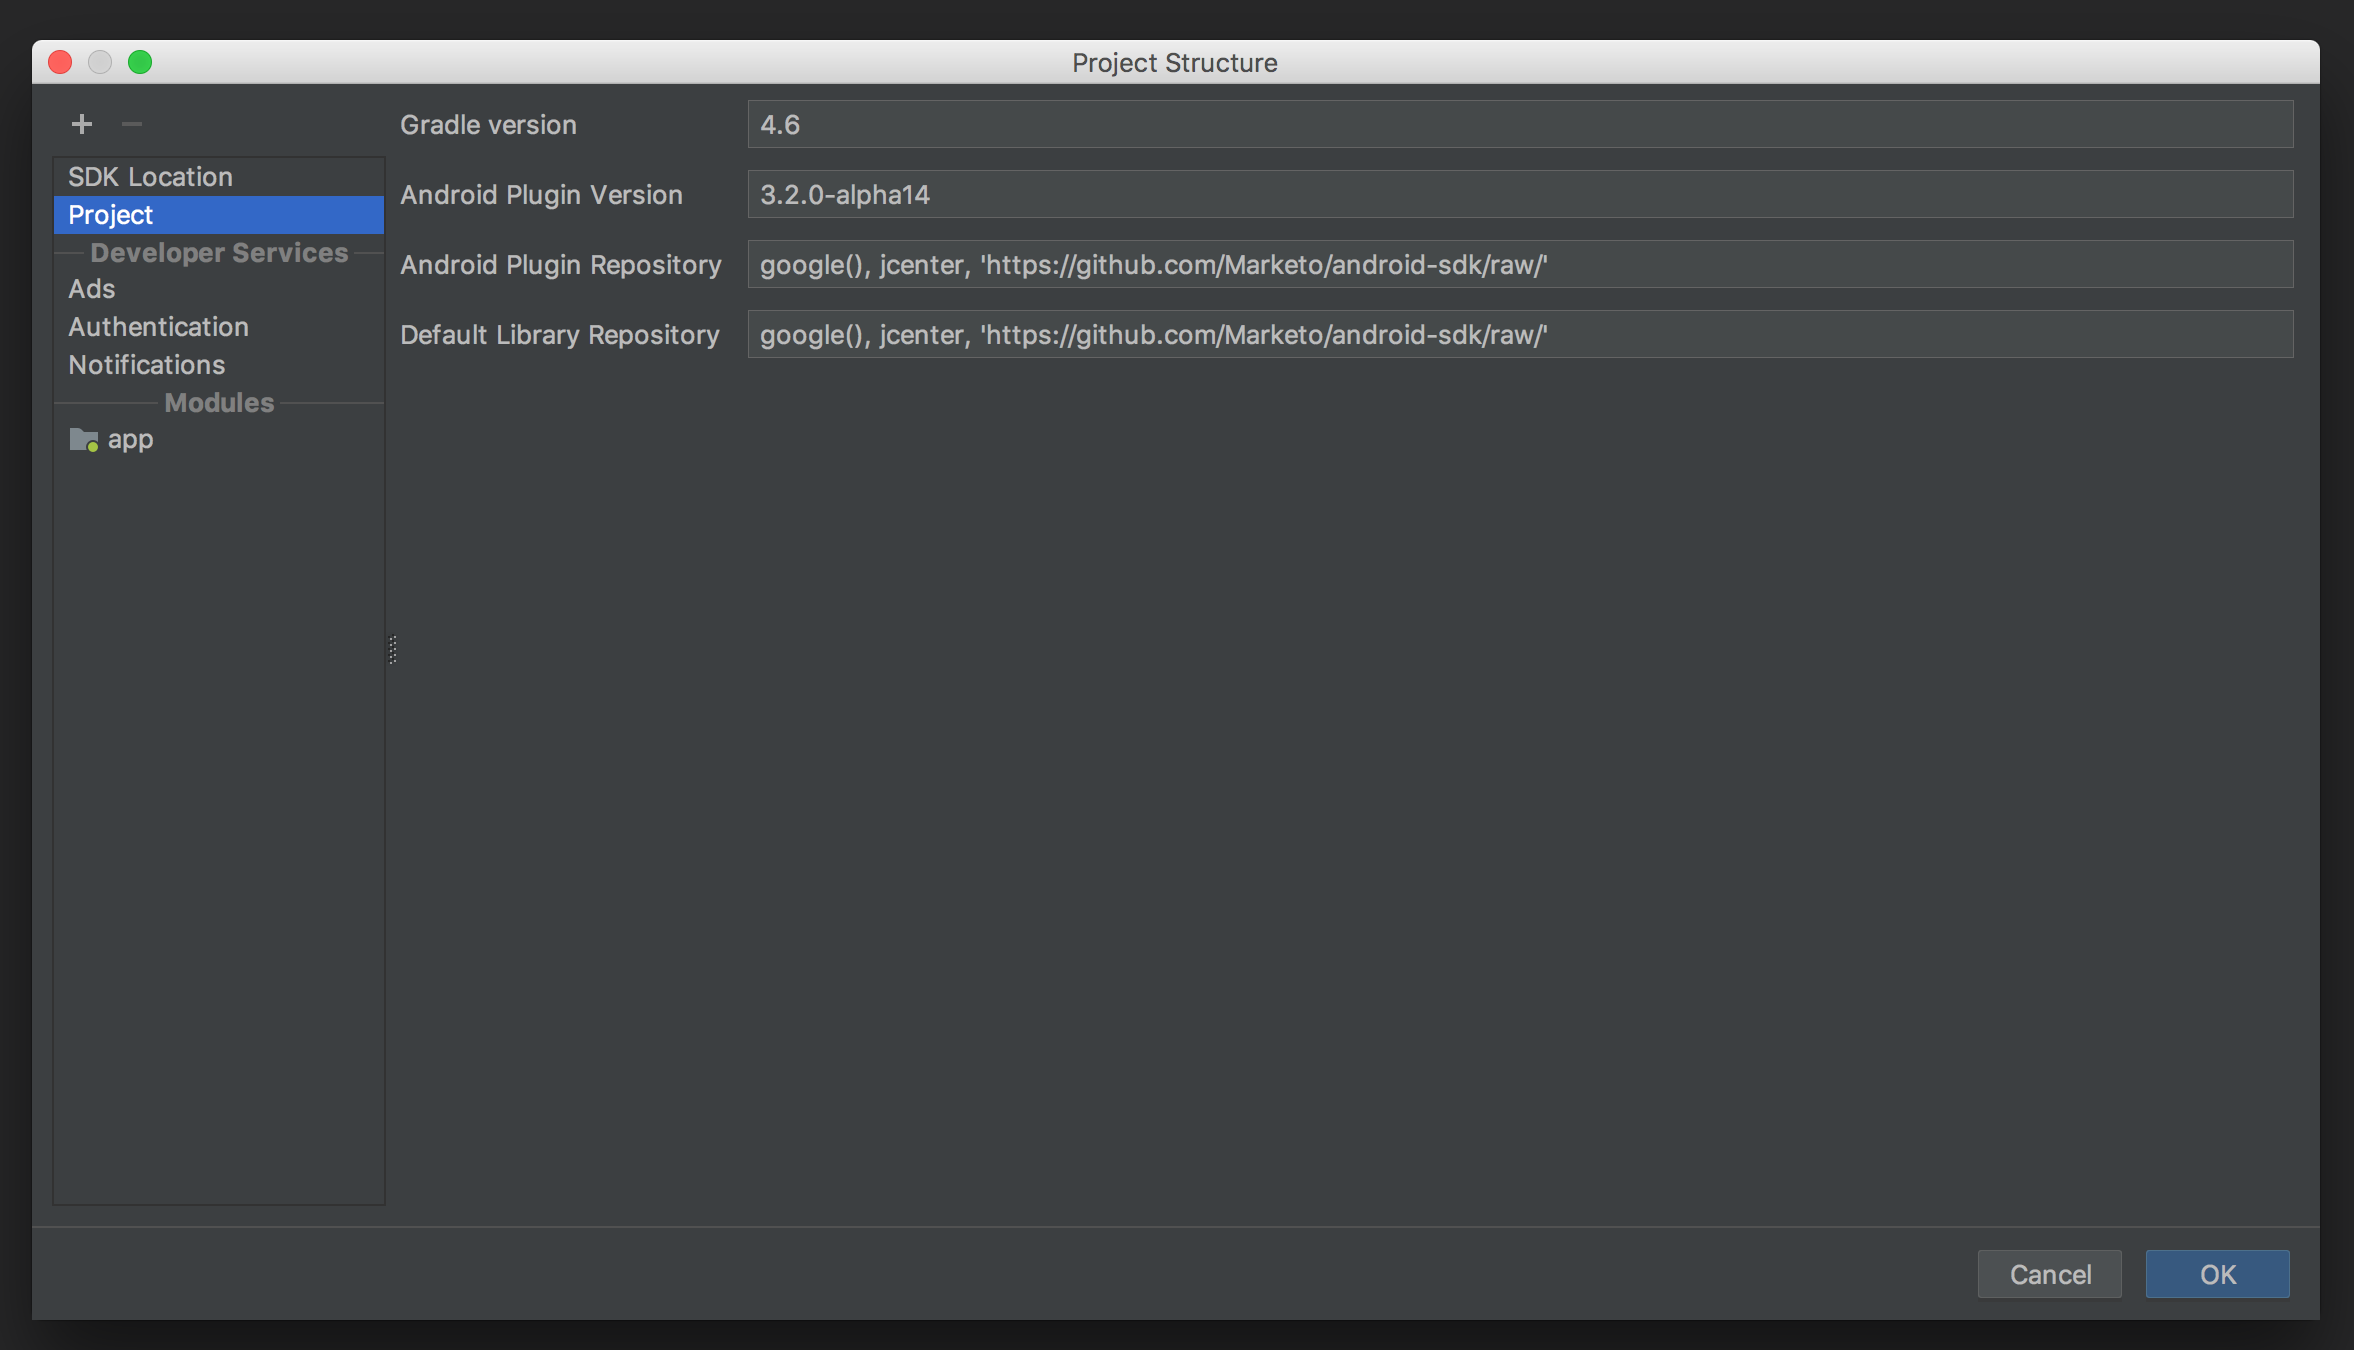 Project Structure
SDK Location
Project
Developer Services
Ads
Authentication
Notifications
Modules
app
Gradle version 4.6
Android Plugin Version 3.2.0-alpha14
Android Plugin Repository google(), jcenter, 'https://github.com/Marketo/android-sdk/raw/'
Default Library Repository google(), jcenter, 'https://github.com/Marketo/android-sdk/raw/'
Cancel OK